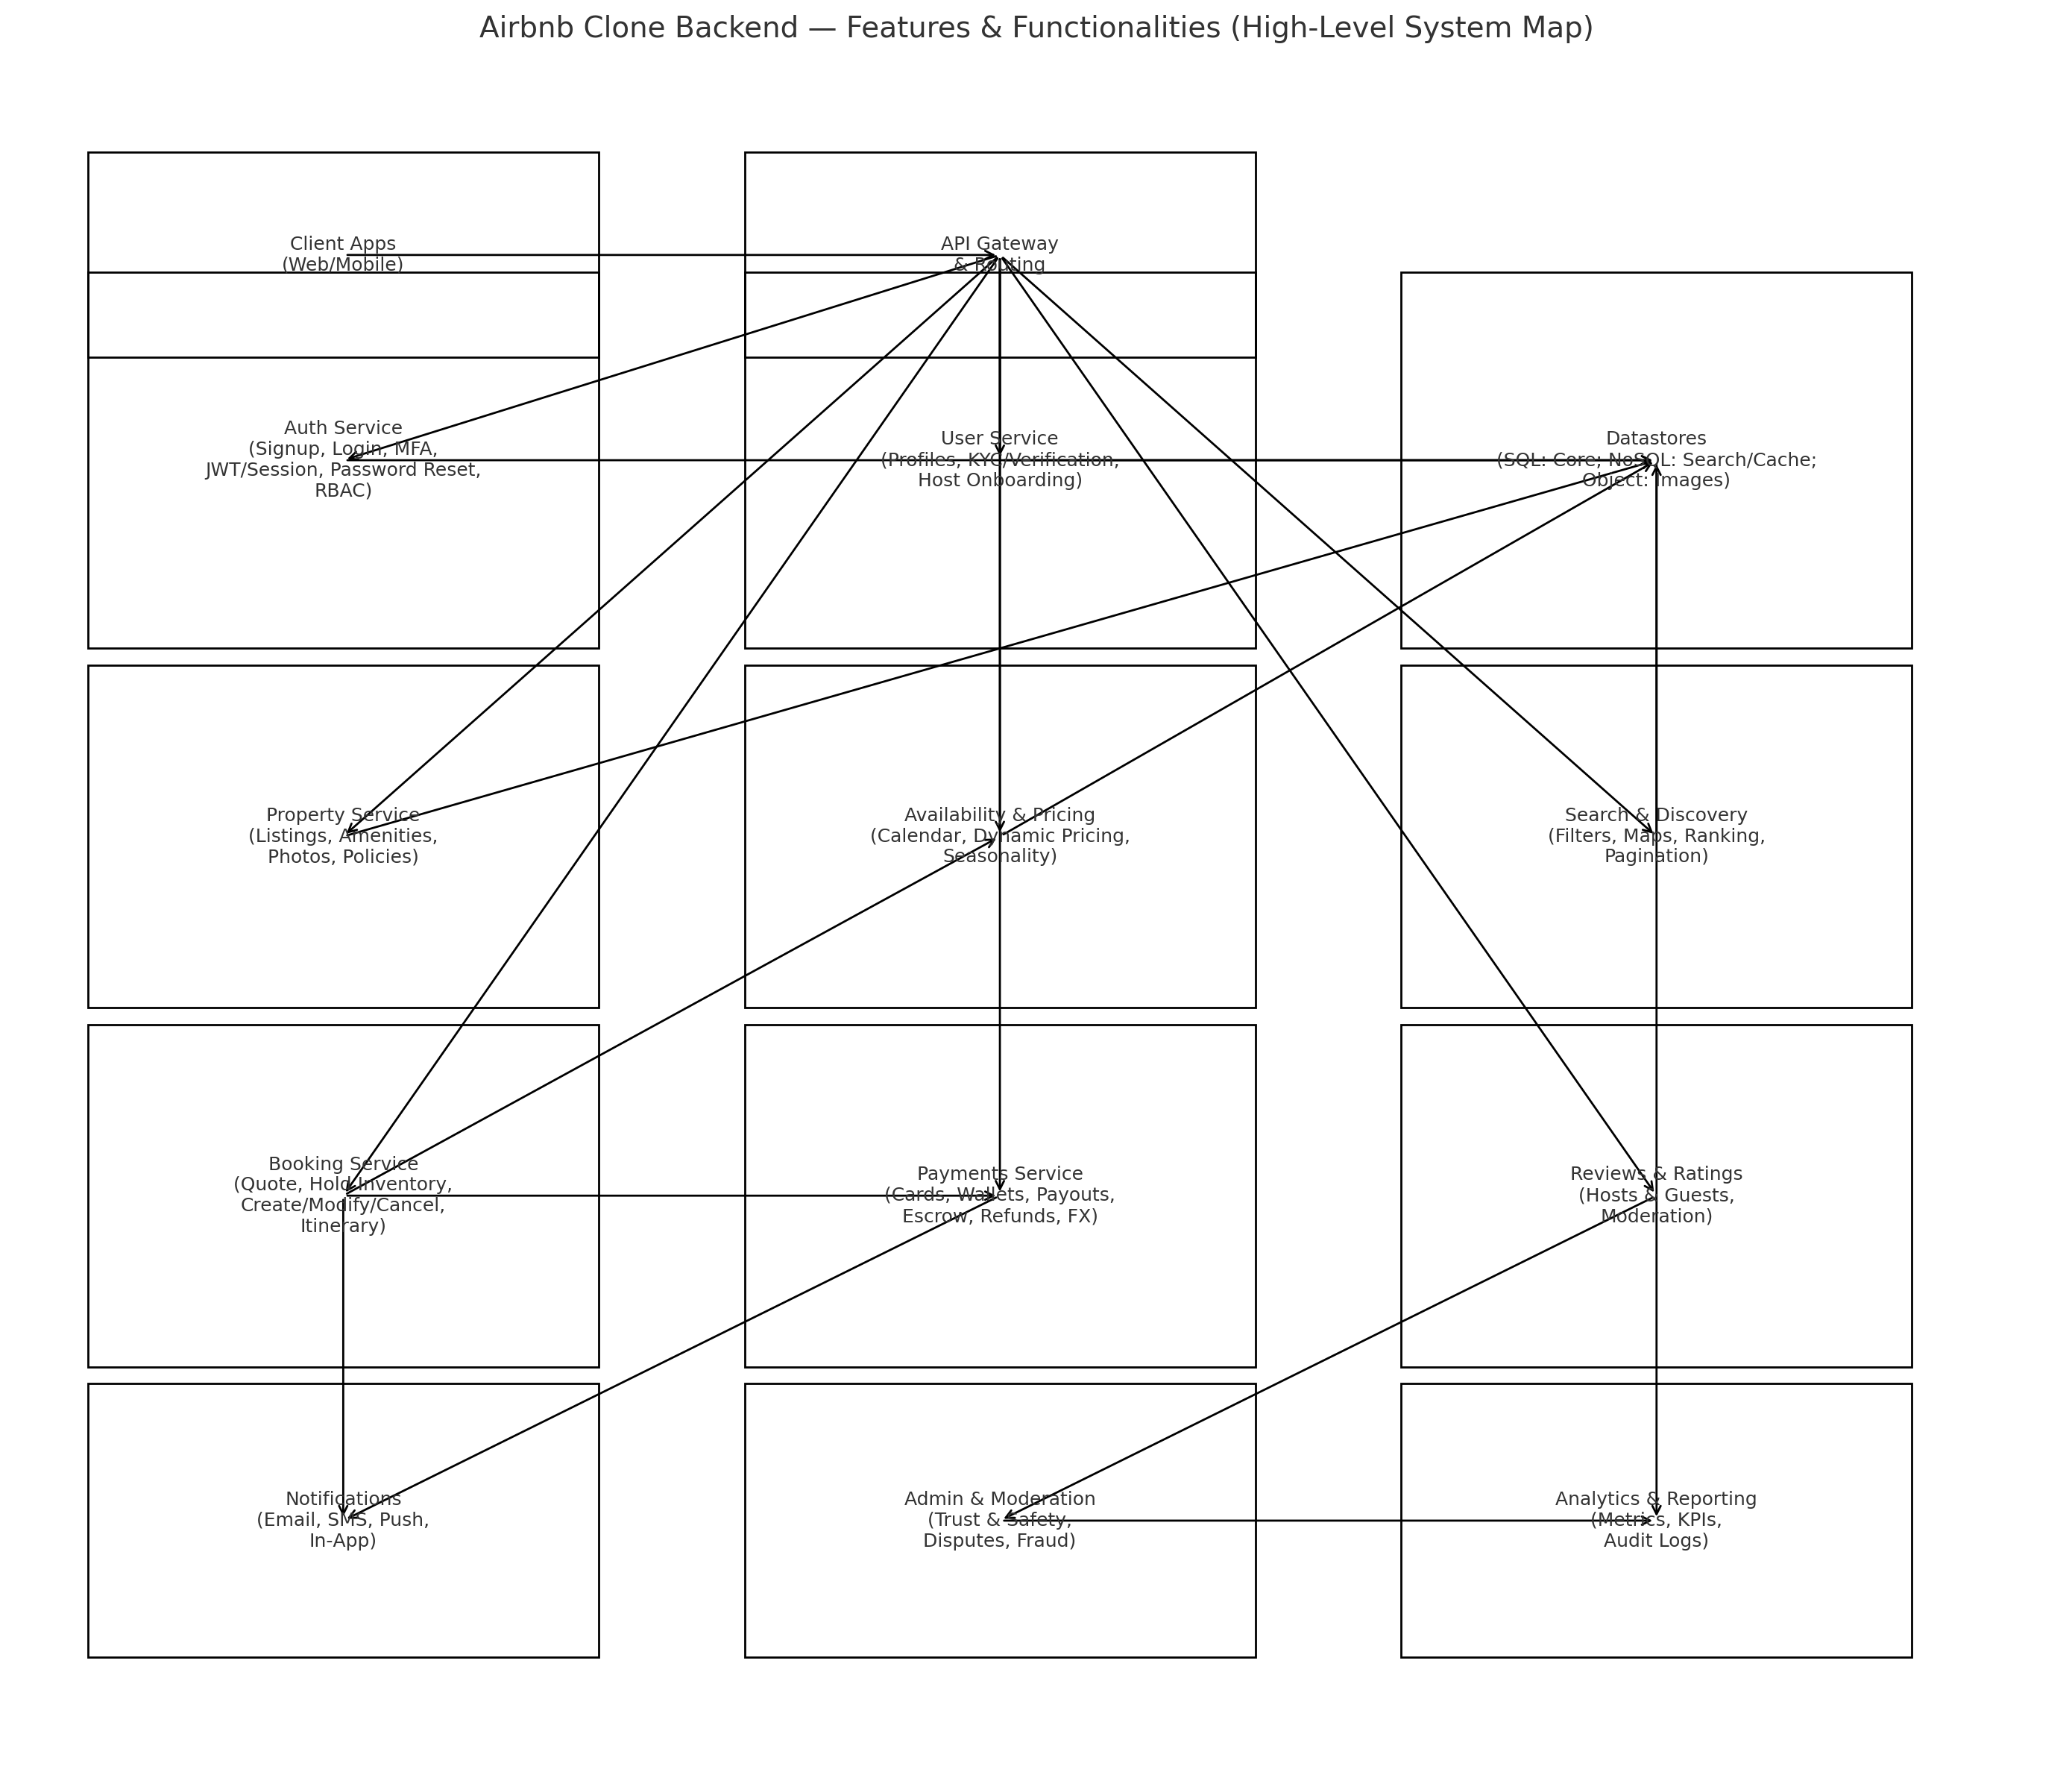 Airbnb Clone Backend — Features & Functionalities (High-Level System Map)
Client Apps
(Web/Mobile)
API Gateway
& Routing
Auth Service
(Signup, Login, MFA,
JWT/Session, Password Reset,
RBAC)
User Service
(Profiles, KYC/Verification,
Host Onboarding)
Datastores
(SQL: Core; NoSQL: Search/Cache;
Object: Images)
Property Service
(Listings, Amenities,
Photos, Policies)
Availability & Pricing
(Calendar, Dynamic Pricing,
Seasonality)
Search & Discovery
(Filters, Maps, Ranking,
Pagination)
Booking Service
(Quote, Hold Inventory,
Create/Modify/Cancel,
Itinerary)
Payments Service
(Cards, Wallets, Payouts,
Escrow, Refunds, FX)
Reviews & Ratings
(Hosts & Guests,
Moderation)
Notifications
(Email, SMS, Push,
In-App)
Admin & Moderation
(Trust & Safety,
Disputes, Fraud)
Analytics & Reporting
(Metrics, KPIs,
Audit Logs)